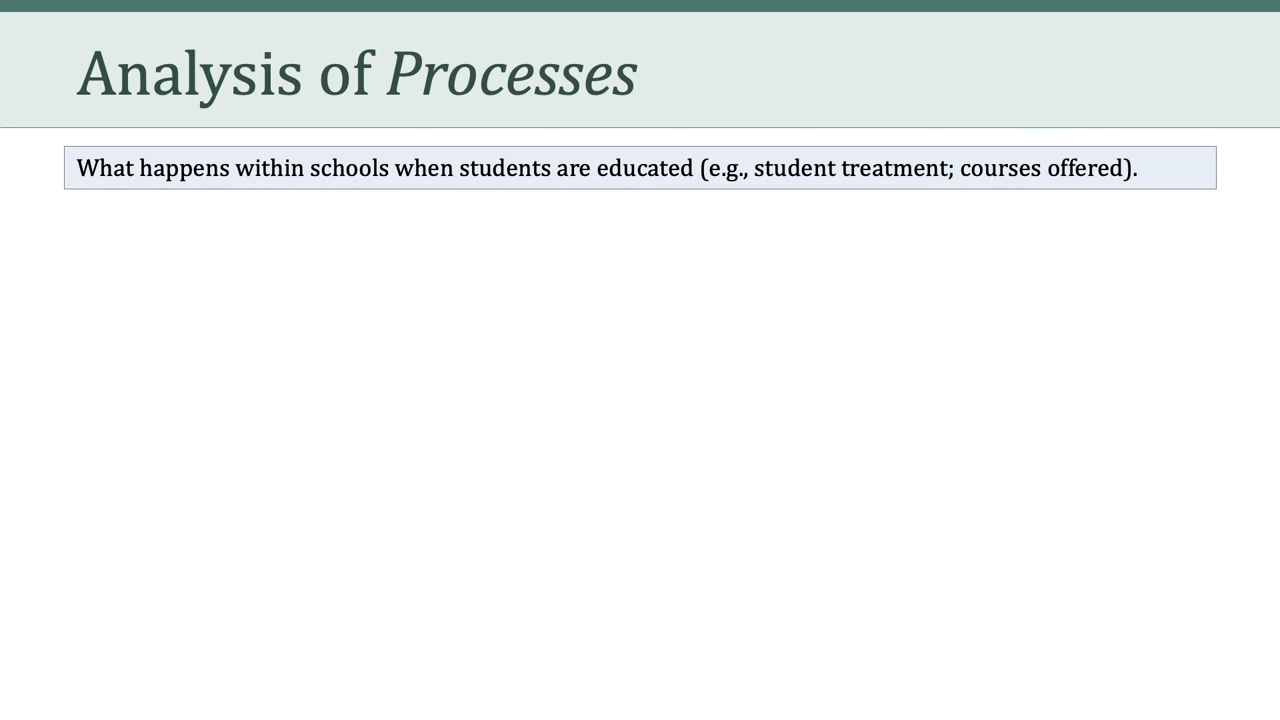 Analysis of Processes
What happens within schools when students are educated (e.g., student treatment; courses offered).